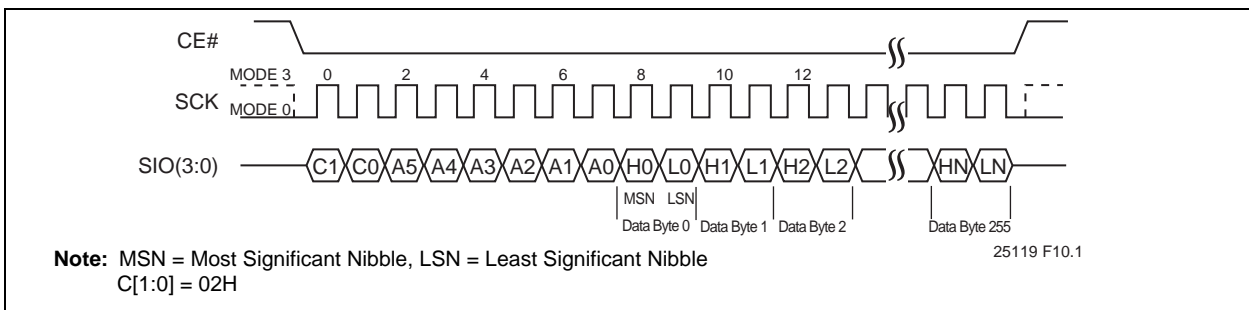 CE#
MODE 3 0 2 4 6 8 10 12
SCK MODE 0
SIO(3:0) C1 C0 A5 A4 A3 A2 A1 A0 H0 L0 H1 L1 H2 L2 HN LN
MSN LSN
Data Byte 0 Data Byte 1 Data Byte 2 Data Byte 255
25119 F10.1
Note: MSN = Most Significant Nibble, LSN = Least Significant Nibble
C[1:0] = 02H